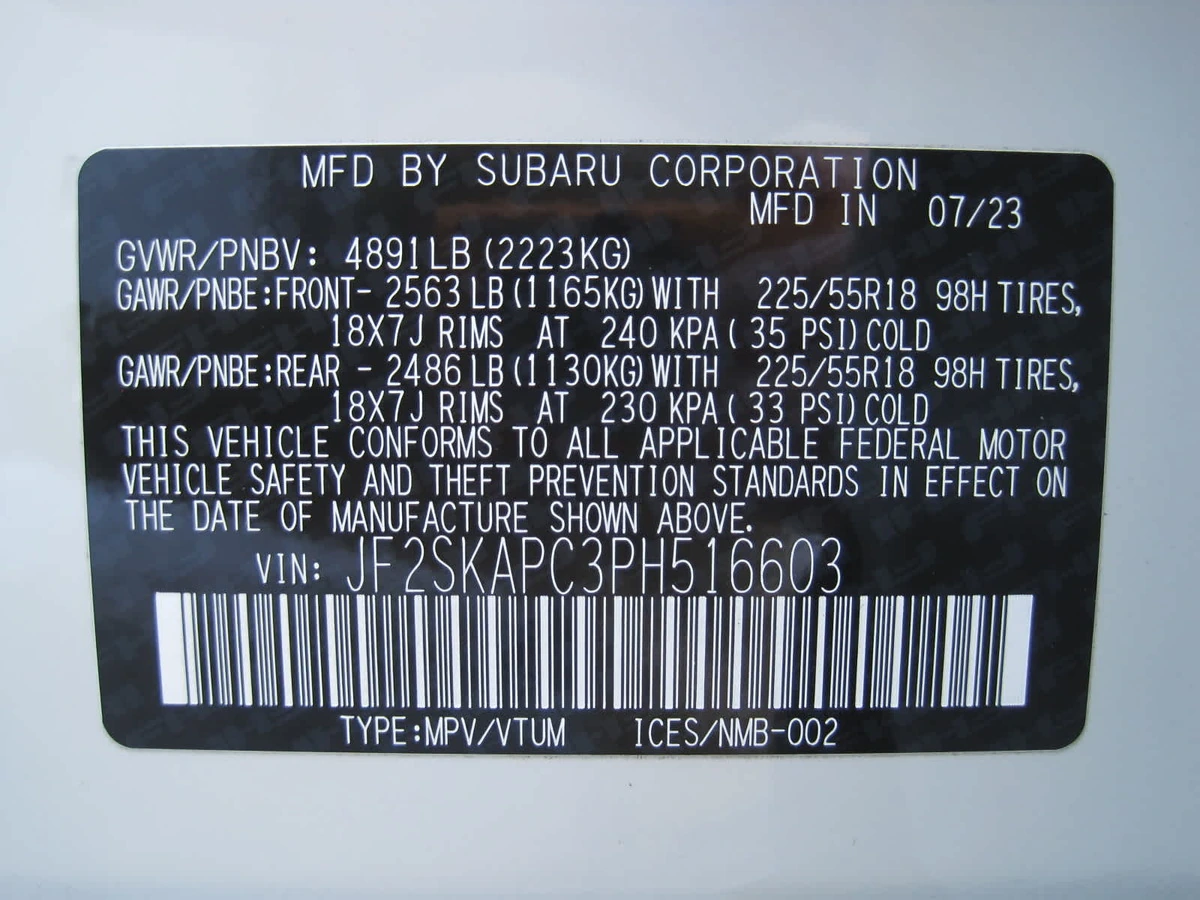 MFD BY SUBARU CORPORATION
MFD IN 07/23
GVWR/PNBV: 4891LB (2223KG)
GAWR/PNBE:FRONT- 2563LB(1165KG)WITH 225/55R18 98H TIRES,
18X7J RIMS AT 240 KPA( 35 PSI)COLD
GAWR/PNBE:REAR - 2486LB(1130KG)WITH 225/55R18 98H TIRES,
18X7J RIMS AT 230 KPA( 33 PSI)COLD
THIS VEHICLE CONFORMS TO ALL APPLICABLE FEDERAL MOTOR
VEHICLE SAFETY AND THEFT PREVENTION STANDARDS IN EFFECT ON
THE DATE OF MANUFACTURE SHOWN ABOVE.
VIN: JF2SKAPC3PH516603
TYPE:MPV/VTUM ICES/NMB-002